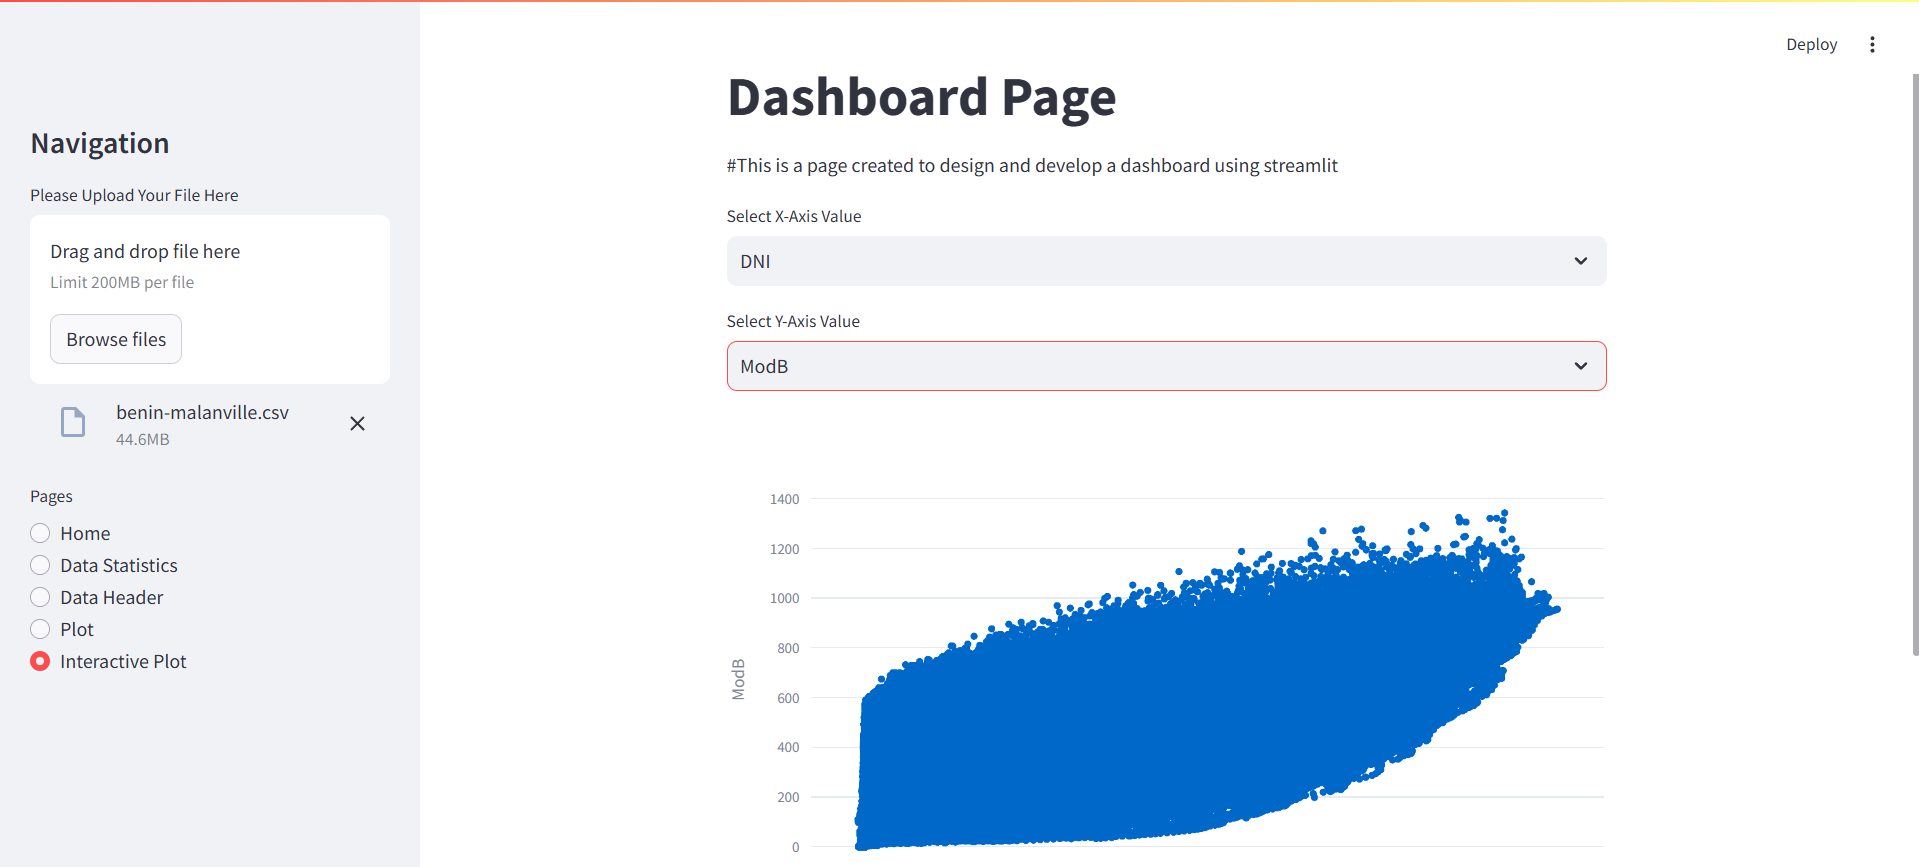 Deploy
Navigation
Please Upload Your File Here
Drag and drop file here
Limit 200MB per file
Browse files
benin-malanville.csv
44.6MB
Pages
Home
Data Statistics
Data Header
Plot
Interactive Plot
Dashboard Page
#This is a page created to design and develop a dashboard using streamlit
Select X-Axis Value
DNI
Select Y-Axis Value
ModB
1400
1200
1000
800
600
400
200
0
ModB